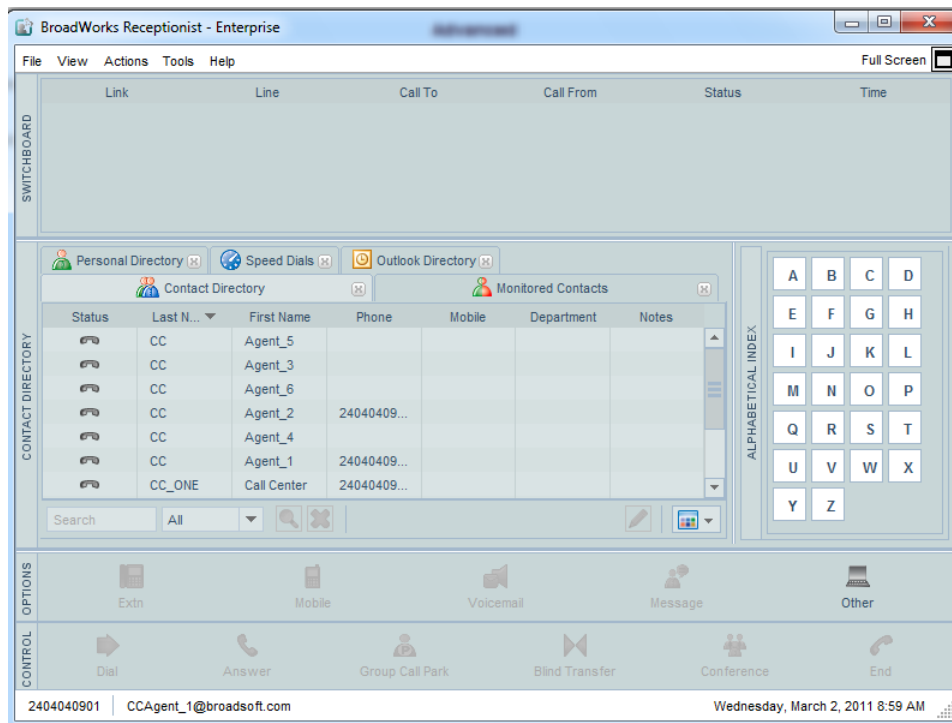 BroadWorks Receptionist - Enterprise
Advanced
File View Actions Tools Help
Full Screen
SWITCHBOARD
Link Line Call To Call From Status Time
CONTACT DIRECTORY
Personal Directory Speed Dials Outlook Directory
Contact Directory Monitored Contacts
Status Last N... First Name Phone Mobile Department Notes
CC Agent_5
CC Agent_3
CC Agent_6
CC Agent_2 24040409...
CC Agent_4
CC Agent_1 24040409...
CC_ONE Call Center 24040409...
Search All
ALPHABETICAL INDEX
A B C D
E F G H
I J K L
M N O P
Q R S T
U V W X
Y Z
OPTIONS
Extn Mobile Voicemail Message Other
CONTROL
Dial Answer Group Call Park Blind Transfer Conference End
2404040901 CCAgent_1@broadsoft.com Wednesday, March 2, 2011 8:59 AM